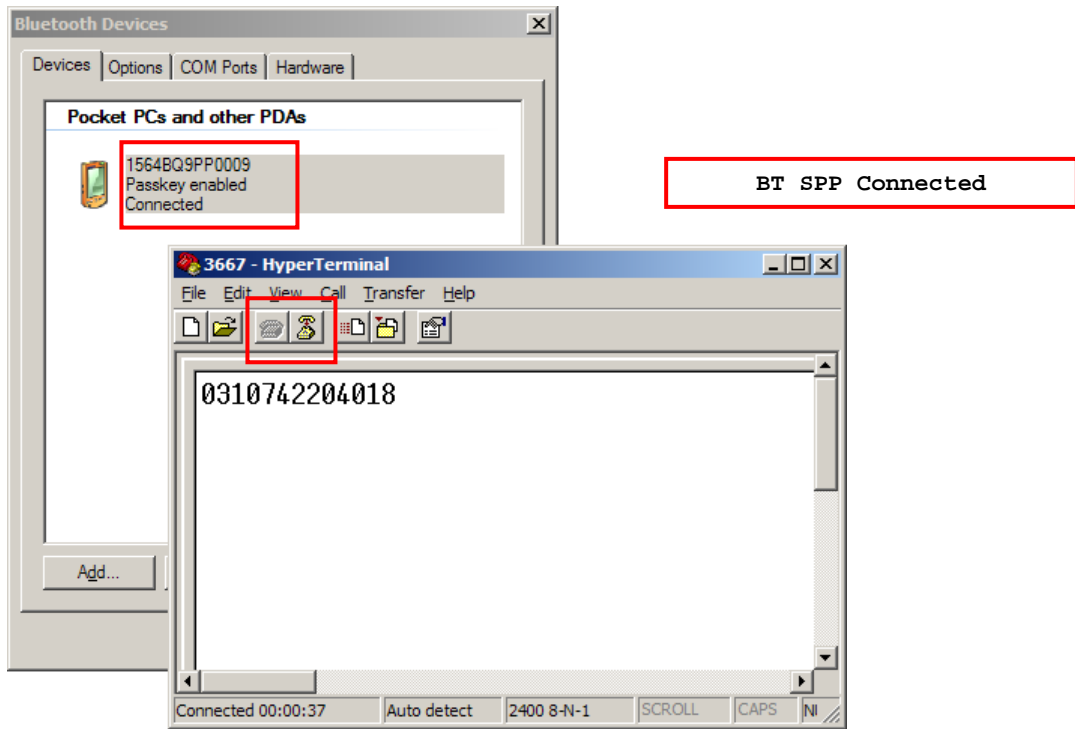 Bluetooth Devices
Devices Options COM Ports Hardware
Pocket PCs and other PDAs
1564BQ9PP0009
Passkey enabled
Connected
BT SPP Connected
3667 - HyperTerminal
File Edit View Call Transfer Help
0310742204018
Add...
Connected 00:00:37 Auto detect 2400 8-N-1 SCROLL CAPS